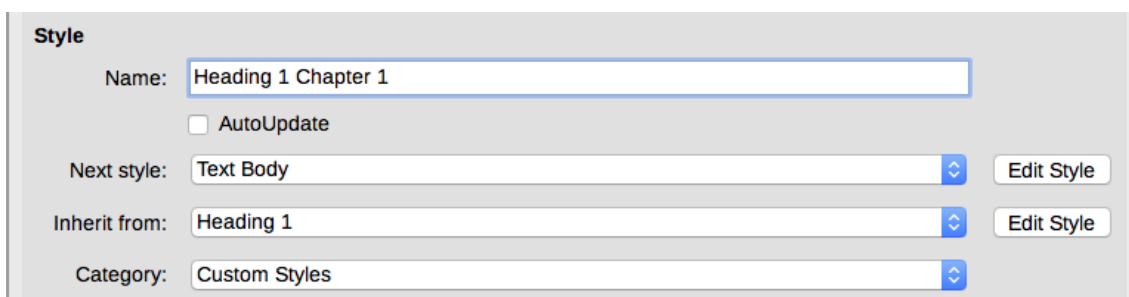 Style
Name: Heading 1 Chapter 1
AutoUpdate
Next style: Text Body Edit Style
Inherit from: Heading 1 Edit Style
Category: Custom Styles